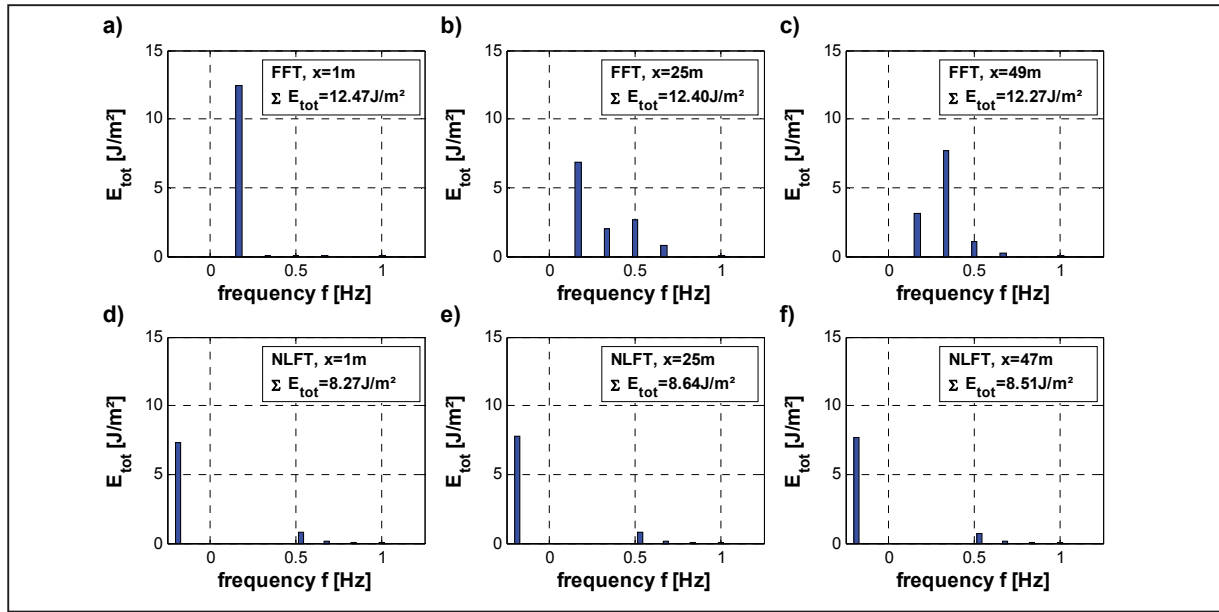 a)
15
10
5
0
E_tot [J/m²]
FFT, x=1m
Σ E_tot=12.47J/m²
0 0.5 1
frequency f [Hz]
b)
15
10
5
0
E_tot [J/m²]
FFT, x=25m
Σ E_tot=12.40J/m²
0 0.5 1
frequency f [Hz]
c)
15
10
5
0
E_tot [J/m²]
FFT, x=49m
Σ E_tot=12.27J/m²
0 0.5 1
frequency f [Hz]
d)
15
10
5
0
E_tot [J/m²]
NLFT, x=1m
Σ E_tot=8.27J/m²
0 0.5 1
frequency f [Hz]
e)
15
10
5
0
E_tot [J/m²]
NLFT, x=25m
Σ E_tot=8.64J/m²
0 0.5 1
frequency f [Hz]
f)
15
10
5
0
E_tot [J/m²]
NLFT, x=47m
Σ E_tot=8.51J/m²
0 0.5 1
frequency f [Hz]